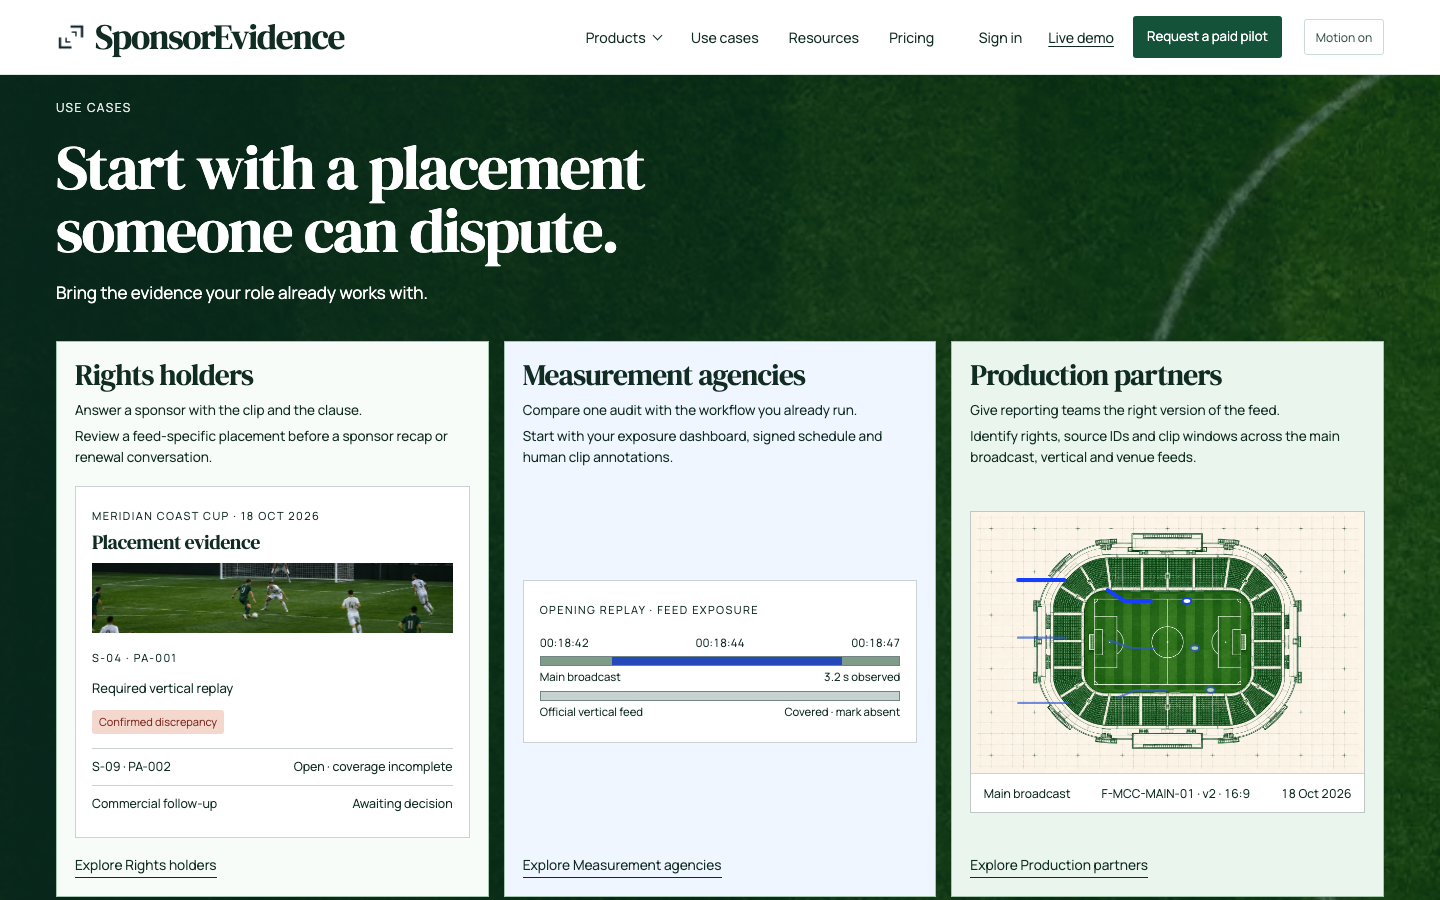 SponsorEvidence
Products
Use cases
Resources
Pricing
Sign in
Live demo
Request a paid pilot
Motion on
USE CASES
Start with a placement
someone can dispute.
Bring the evidence your role already works with.
Rights holders
Answer a sponsor with the clip and the clause.
Review a feed-specific placement before a sponsor recap or
renewal conversation.
MERIDIAN COAST CUP · 18 OCT 2026
Placement evidence
S-04 · PA-001
Required vertical replay
Confirmed discrepancy
S-09 · PA-002 Open · coverage incomplete
Commercial follow-up Awaiting decision
Explore Rights holders
Measurement agencies
Compare one audit with the workflow you already run.
Start with your exposure dashboard, signed schedule and
human clip annotations.
OPENING REPLAY · FEED EXPOSURE
00:18:42 00:18:44 00:18:47
Main broadcast 3.2 s observed
Official vertical feed Covered · mark absent
Explore Measurement agencies
Production partners
Give reporting teams the right version of the feed.
Identify rights, source IDs and clip windows across the main
broadcast, vertical and venue feeds.
Main broadcast F-MCC-MAIN-01 · v2 · 16:9 18 Oct 2026
Explore Production partners